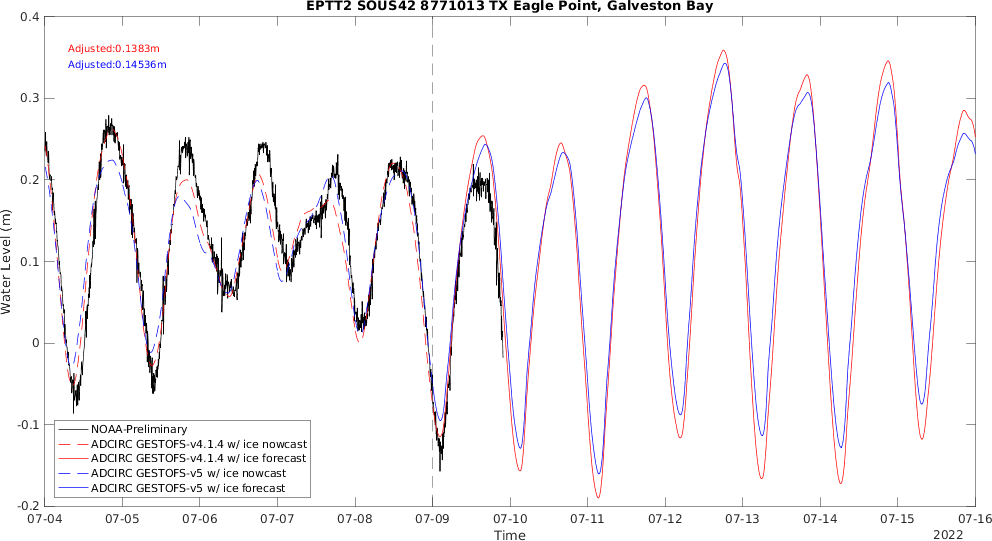 EPTT2 SOUS42 8771013 TX Eagle Point, Galveston Bay
0.4
0.3
0.2
0.1
0
-0.1
-0.2
Water Level (m)
Adjusted:0.1383m
Adjusted:0.14536m
NOAA-Preliminary
ADCIRC GESTOFS-v4.1.4 w/ ice nowcast
ADCIRC GESTOFS-v4.1.4 w/ ice forecast
ADCIRC GESTOFS-v5 w/ ice nowcast
ADCIRC GESTOFS-v5 w/ ice forecast
07-04 07-05 07-06 07-07 07-08 07-09 07-10 07-11 07-12 07-13 07-14 07-15 07-16
Time
2022